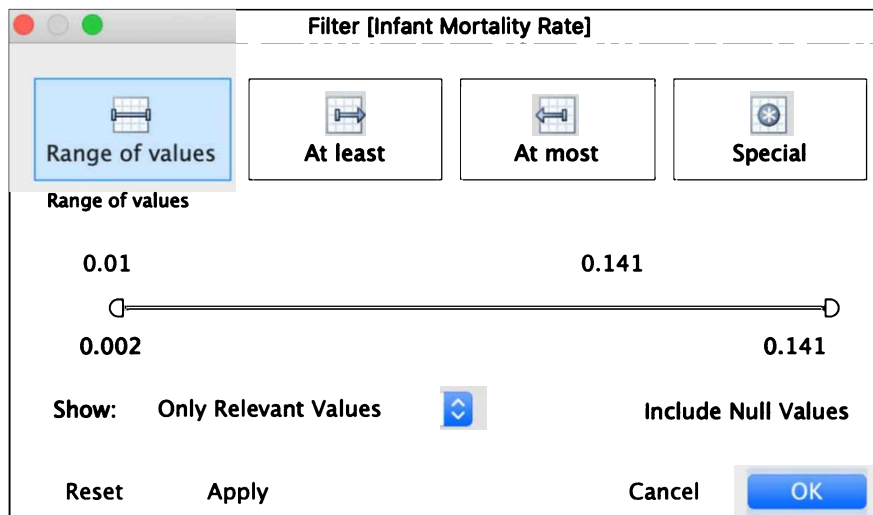 Filter [Infant Mortality Rate]
Range of values At least At most Special
Range of values
0.01 0.141
0.002 0.141
Show: Only Relevant Values Include Null Values
Reset Apply Cancel OK